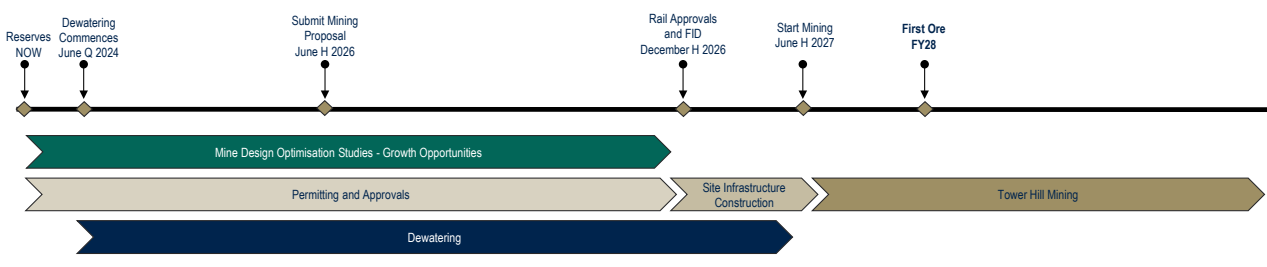 Reserves
NOW
Dewatering
Commences
June Q 2024
Submit Mining
Proposal
June H 2026
Rail Approvals
and FID
December H 2026
Start Mining
June H 2027
First Ore
FY28
Mine Design Optimisation Studies - Growth Opportunities
Permitting and Approvals
Site Infrastructure
Construction
Tower Hill Mining
Dewatering